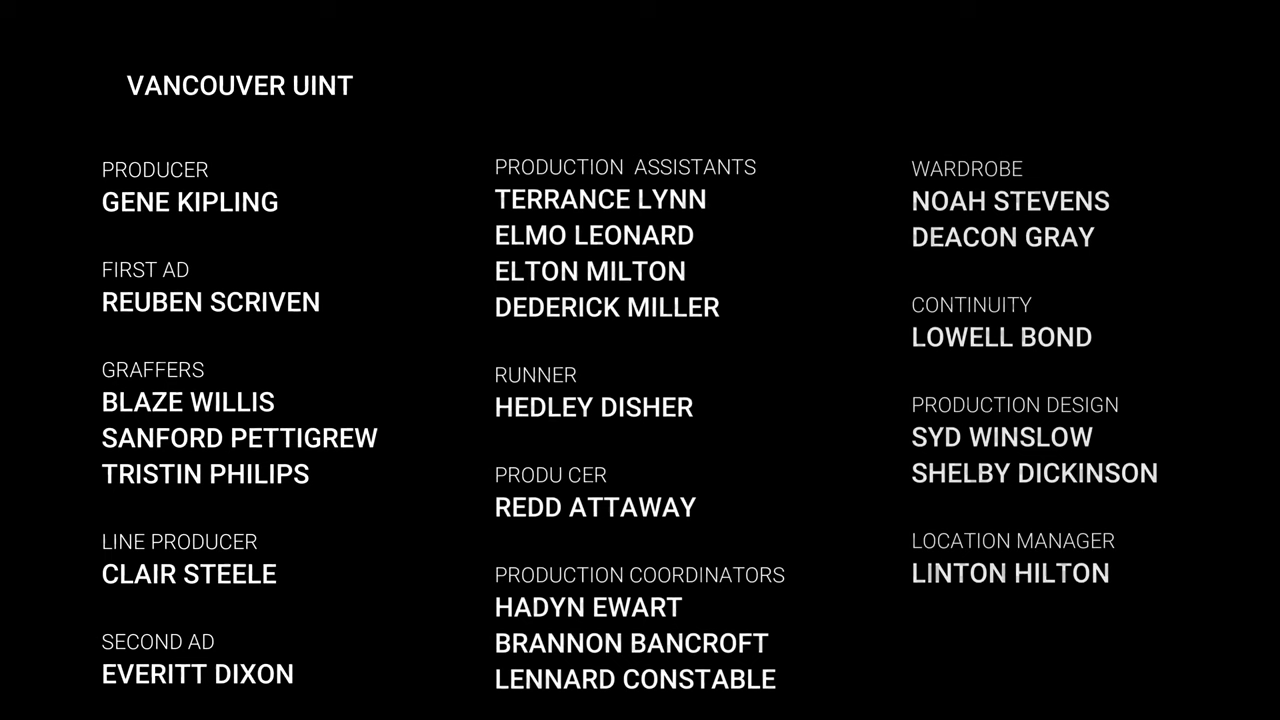 VANCOUVER UINT
PRODUCER
GENE KIPLING
FIRST AD
REUBEN SCRIVEN
GRAFFERS
BLAZE WILLIS
SANFORD PETTIGREW
TRISTIN PHILIPS
LINE PRODUCER
CLAIR STEELE
SECOND AD
EVERITT DIXON
PRODUCTION  ASSISTANTS
TERRANCE LYNN
ELMO LEONARD
ELTON MILTON
DEDERICK MILLER
RUNNER
HEDLEY DISHER
PRODU CER
REDD ATTAWAY
PRODUCTION COORDINATORS
HADYN EWART
BRANNON BANCROFT
LENNARD CONSTABLE
WARDROBE
NOAH STEVENS
DEACON GRAY
CONTINUITY
LOWELL BOND
PRODUCTION DESIGN
SYD WINSLOW
SHELBY DICKINSON
LOCATION MANAGER
LINTON HILTON